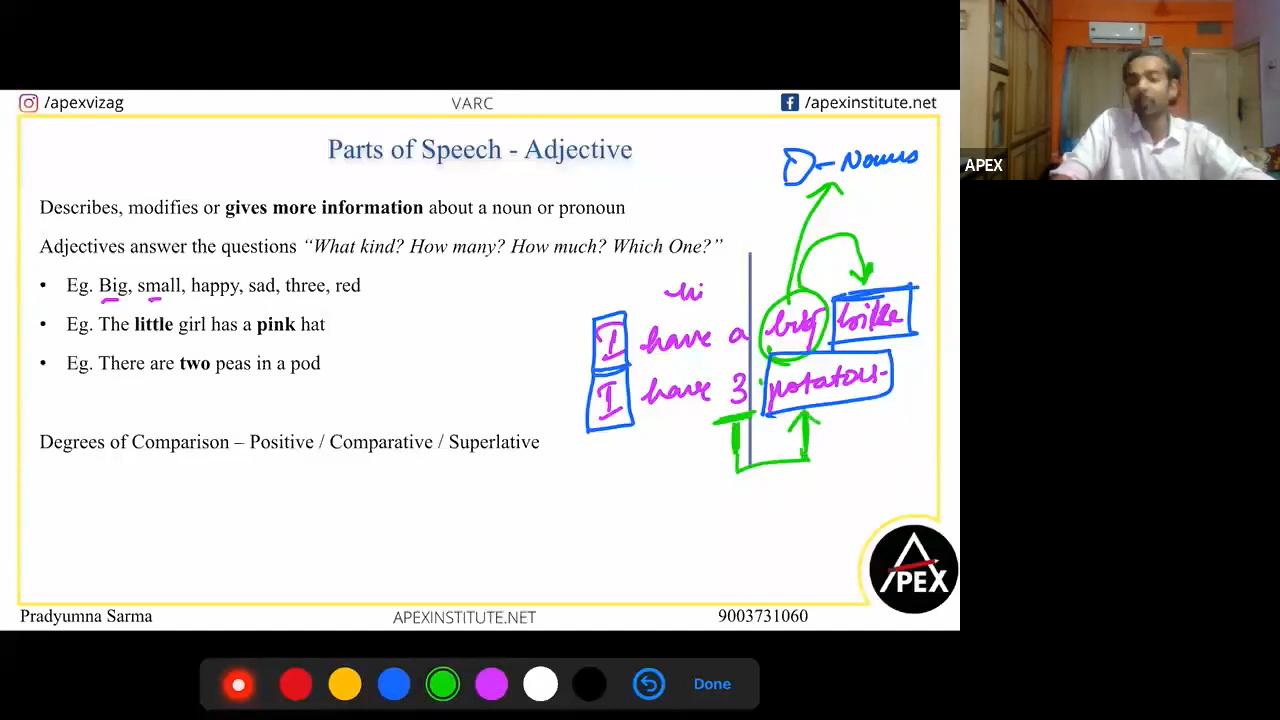 /apexvizag
VARC
/apexinstitute.net
Parts of Speech - Adjective
D - Nouns
APEX
Describes, modifies or gives more information about a noun or pronoun
Adjectives answer the questions "What kind? How many? How much? Which One?"
• Eg. Big, small, happy, sad, three, red
• Eg. The little girl has a pink hat
• Eg. There are two peas in a pod
hi
I have a big bike
I have 3 potatous
Degrees of Comparison – Positive / Comparative / Superlative
APEX
Pradyumna Sarma
APEXINSTITUTE.NET
9003731060
Done